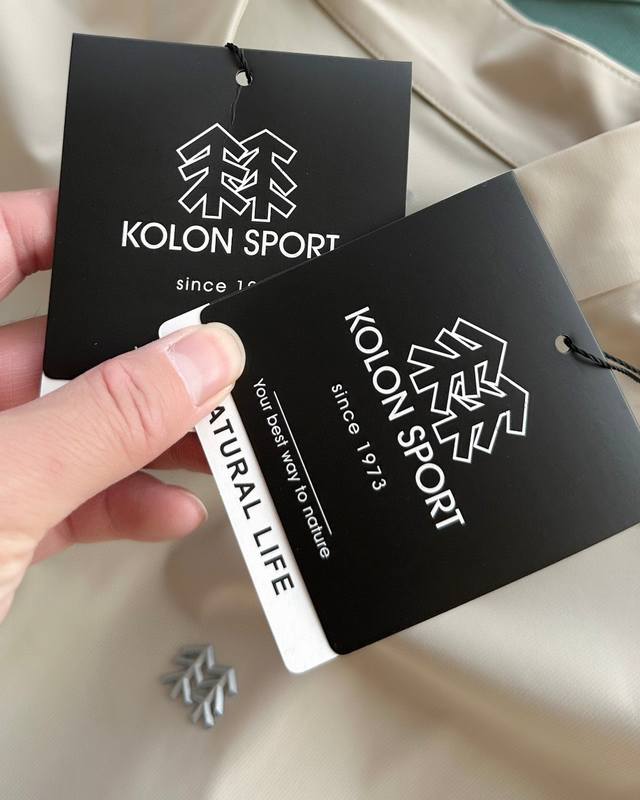 KOLON SPORT
since 19
KOLON SPORT
since 1973
Your best way to nature
ATURAL LIFE